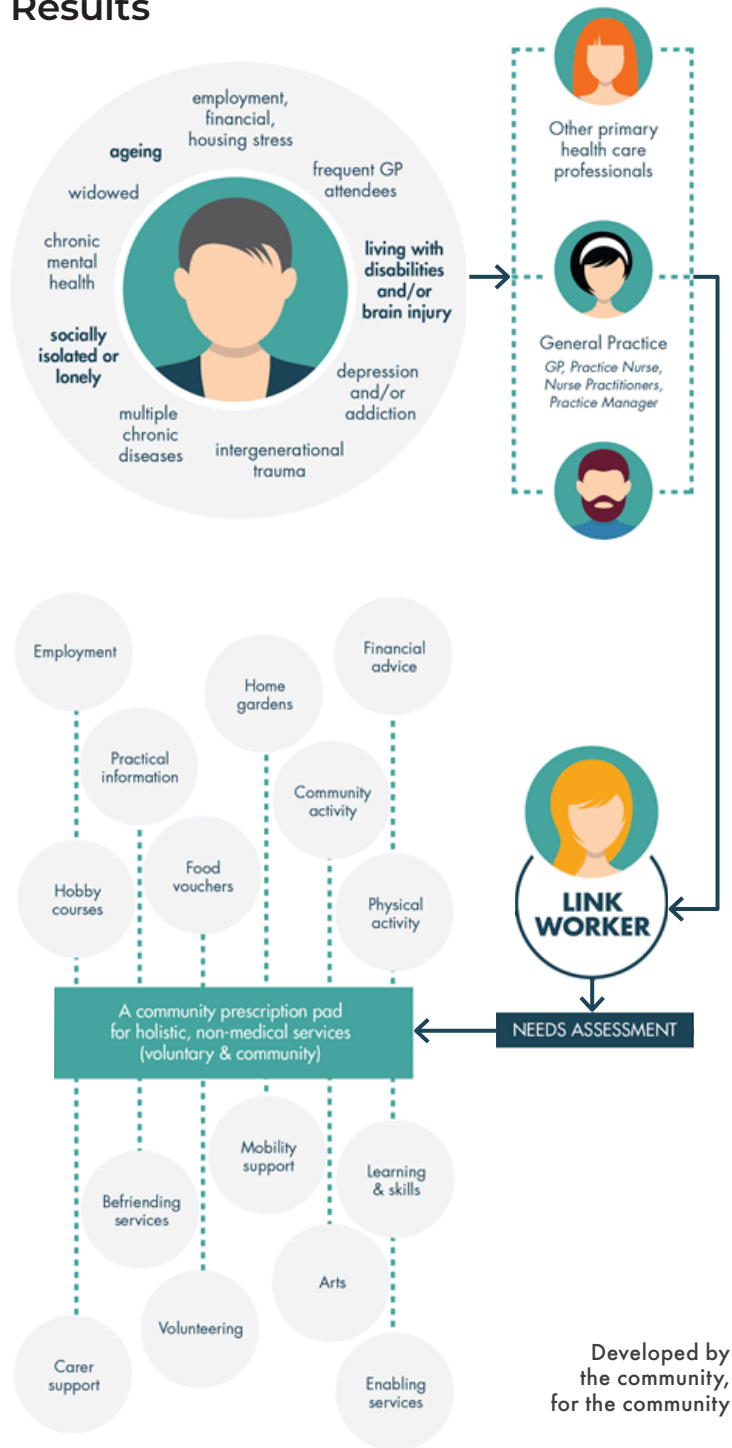 Results
employment,
financial,
housing stress
ageing
frequent GP
attendees
widowed
chronic
mental
health
living with
disabilities
and/or
brain injury
socially
isolated or
lonely
depression
and/or
addiction
multiple
chronic
diseases
intergenerational
trauma
Other primary
health care
professionals
General Practice
GP, Practice Nurse,
Nurse Practitioners,
Practice Manager
LINK
WORKER
NEEDS ASSESSMENT
Employment
Financial
advice
Home
gardens
Practical
information
Community
activity
Food
vouchers
Hobby
courses
Physical
activity
A community prescription pad
for holistic, non-medical services
(voluntary & community)
Mobility
support
Learning
& skills
Befriending
services
Arts
Volunteering
Carer
support
Enabling
services
Developed by
the community,
for the community